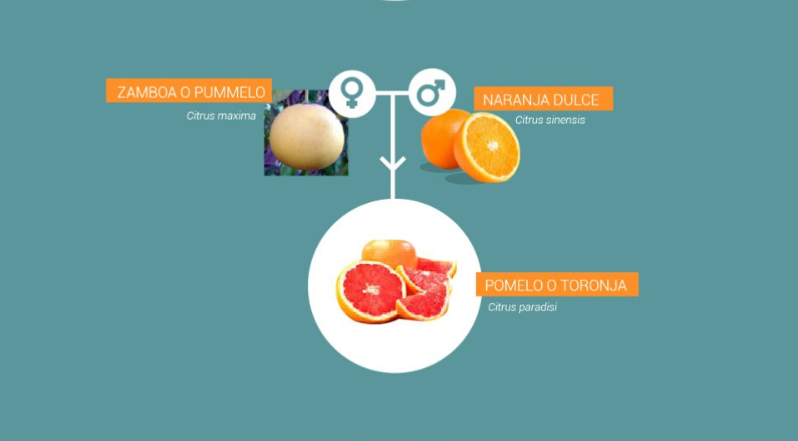 ZAMBOA O PUMMELO
Citrus maxima
NARANJA DULCE
Citrus sinensis
POMELO O TORONJA
Citrus paradisi